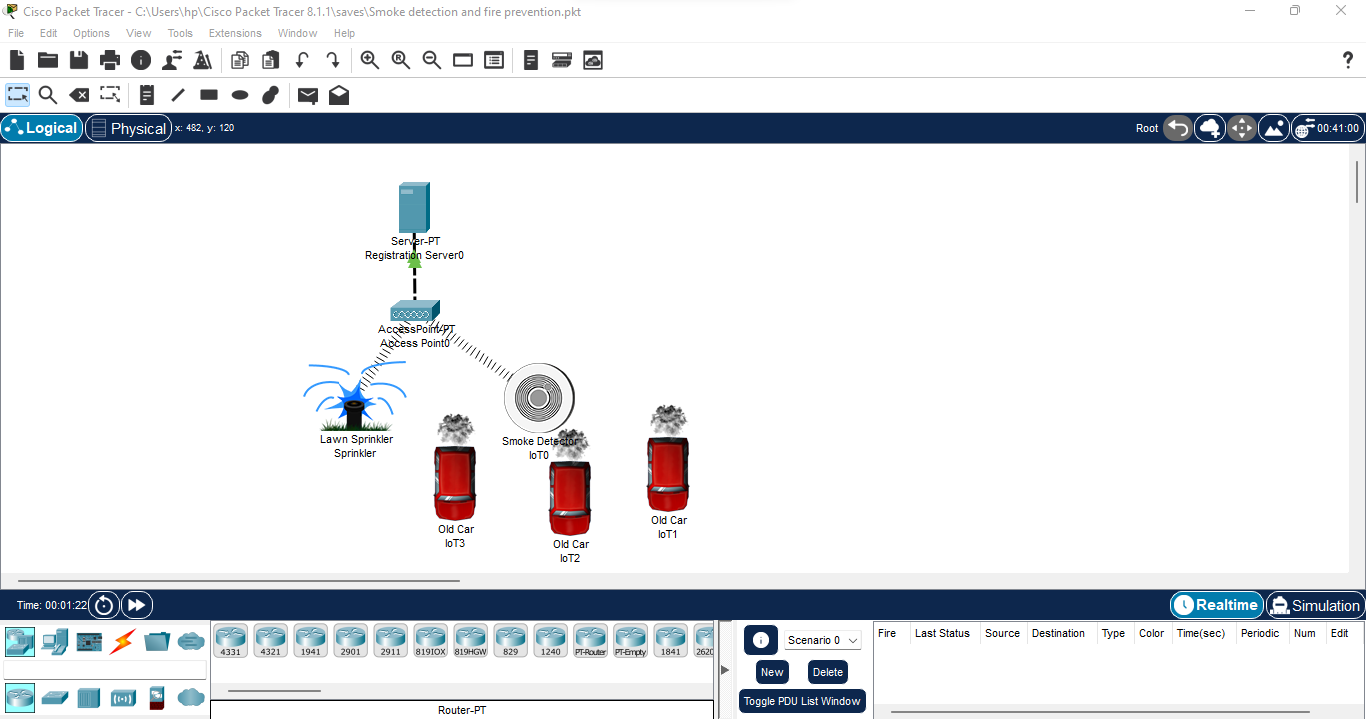 Cisco Packet Tracer - C:\Users\hp\Cisco Packet Tracer 8.1.1\saves\Smoke detection and fire prevention.pkt
File Edit Options View Tools Extensions Window Help
?
Logical Physical x: 482, y: 120 Root 00:41:00
Server-PT
Registration Server0
AccessPoint-PT
Access Point0
Lawn Sprinkler
Sprinkler
Smoke Detector
IoT0
Old Car
IoT3
Old Car
IoT2
Old Car
IoT1
Time: 00:01:22 Realtime Simulation
4331 4321 1941 2901 2911 819IOX 819HGW 829 1240 PT-Router PT-Empty 1841 2620
Router-PT
Scenario 0
New Delete
Toggle PDU List Window
Fire Last Status Source Destination Type Color Time(sec) Periodic Num Edit